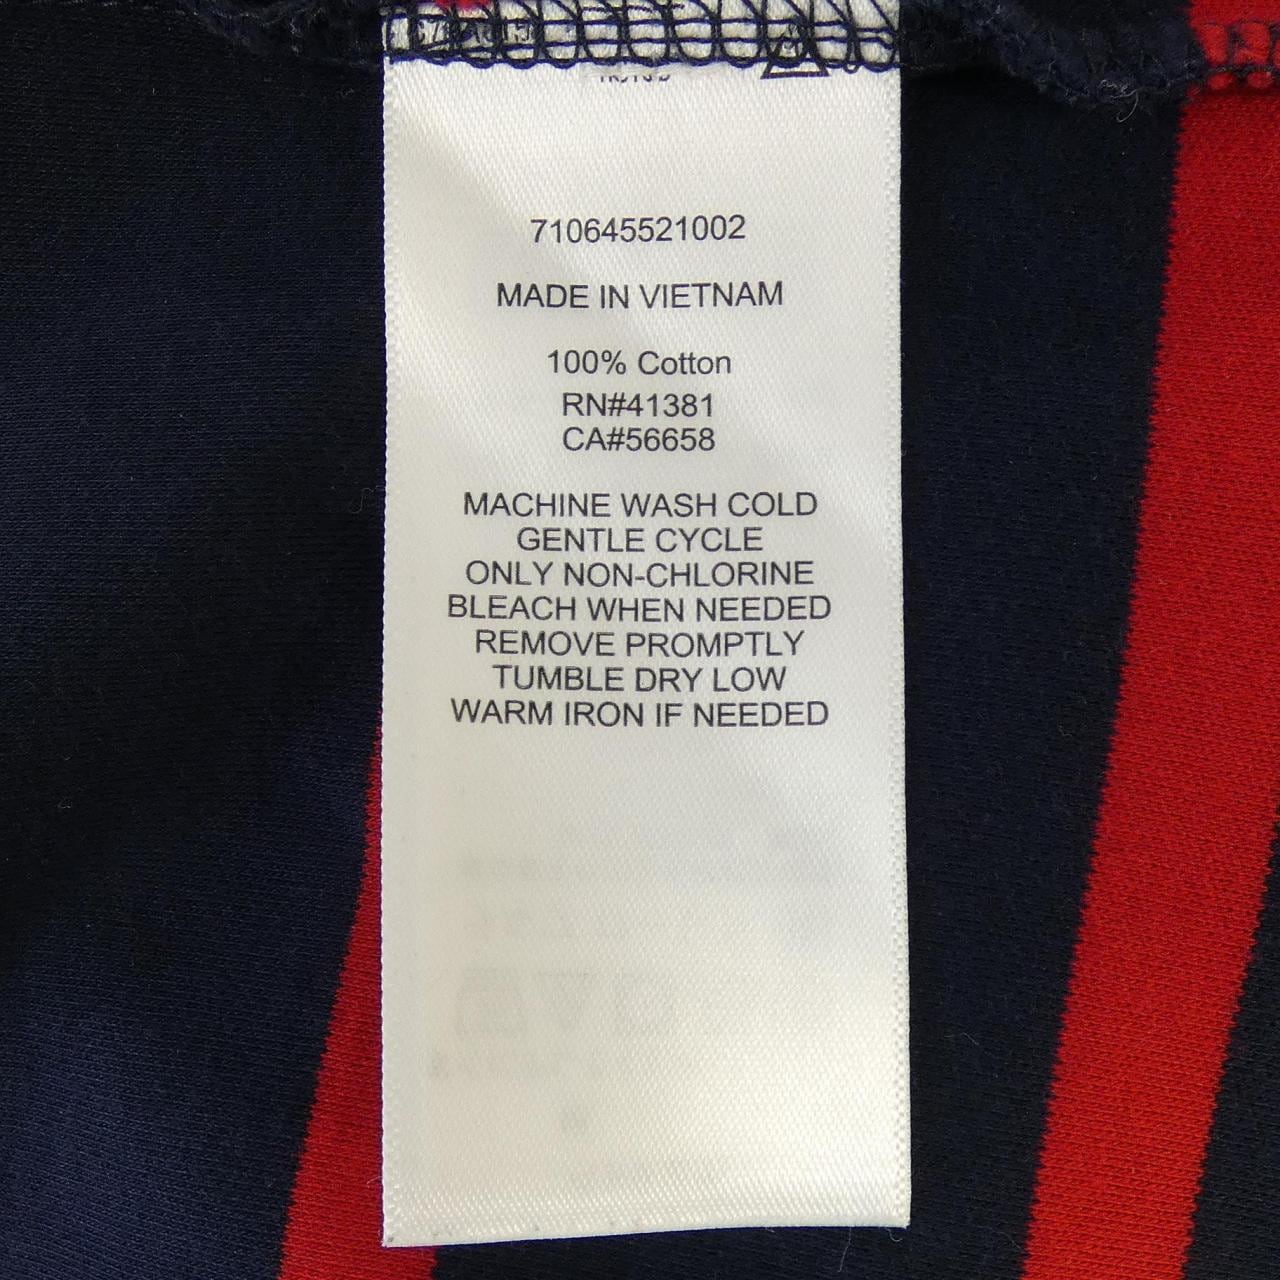 710645521002
MADE IN VIETNAM
100% Cotton
RN#41381
CA#56658
MACHINE WASH COLD
GENTLE CYCLE
ONLY NON-CHLORINE
BLEACH WHEN NEEDED
REMOVE PROMPTLY
TUMBLE DRY LOW
WARM IRON IF NEEDED